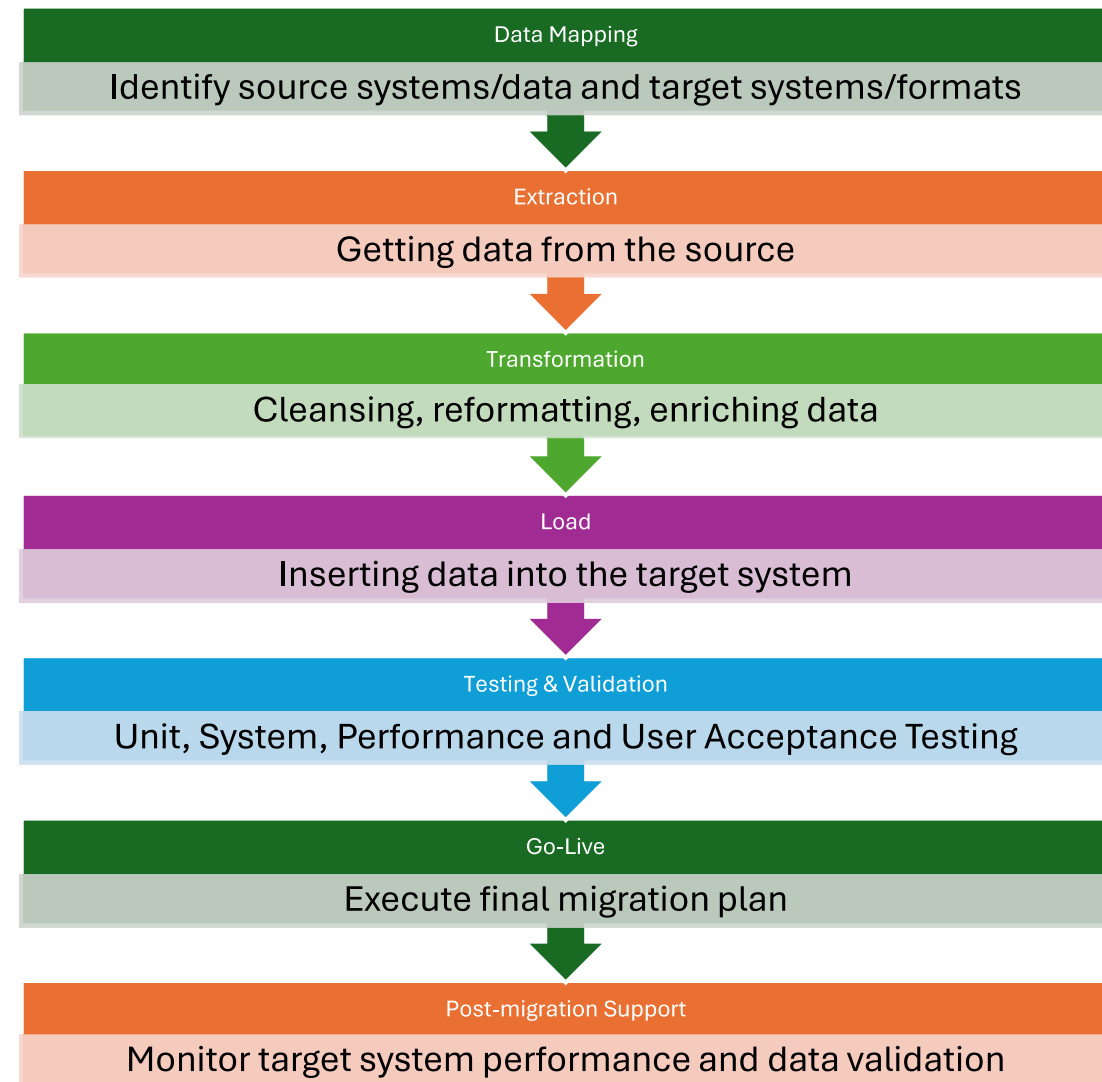 Data Mapping
Identify source systems/data and target systems/formats
Extraction
Getting data from the source
Transformation
Cleansing, reformatting, enriching data
Load
Inserting data into the target system
Testing & Validation
Unit, System, Performance and User Acceptance Testing
Go-Live
Execute final migration plan
Post-migration Support
Monitor target system performance and data validation